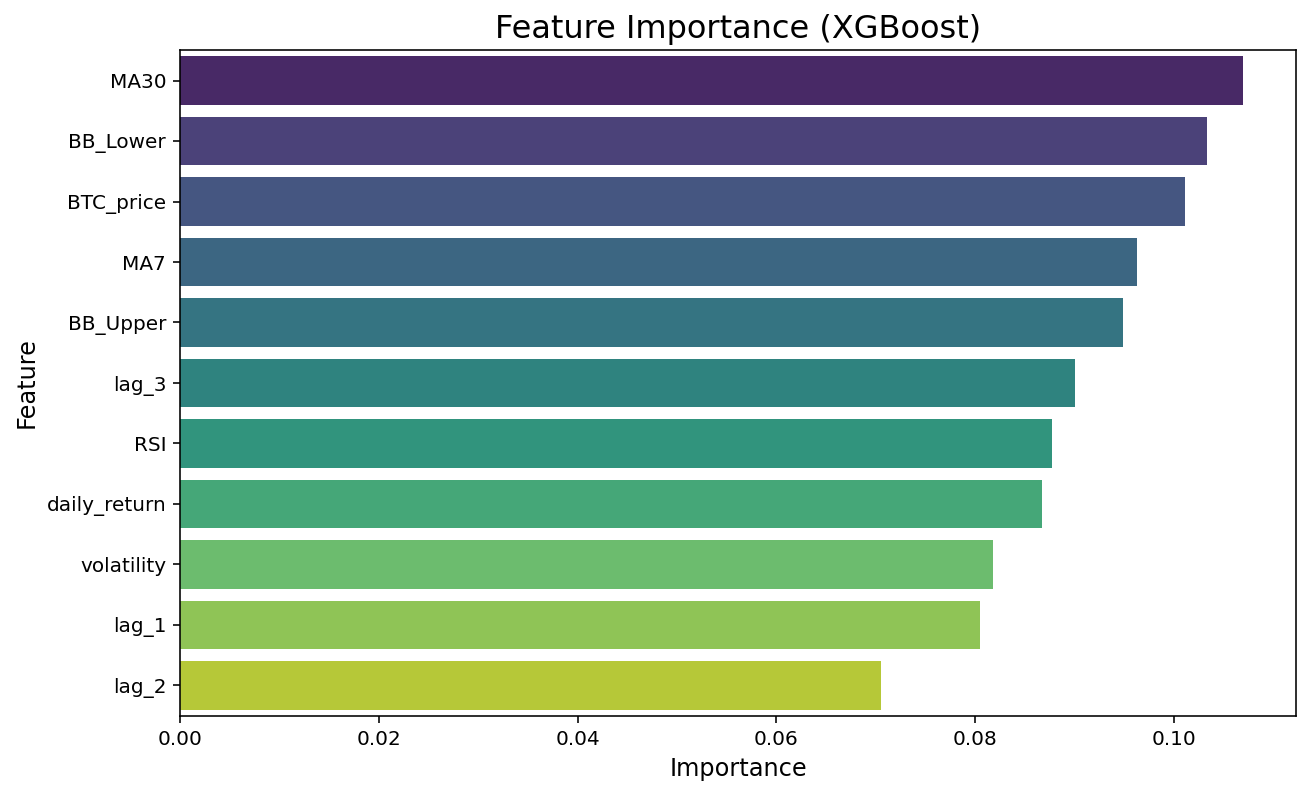 Feature Importance (XGBoost)
MA30
BB_Lower
BTC_price
MA7
BB_Upper
lag_3
RSI
daily_return
volatility
lag_1
lag_2
Feature
0.00 0.02 0.04 0.06 0.08 0.10
Importance